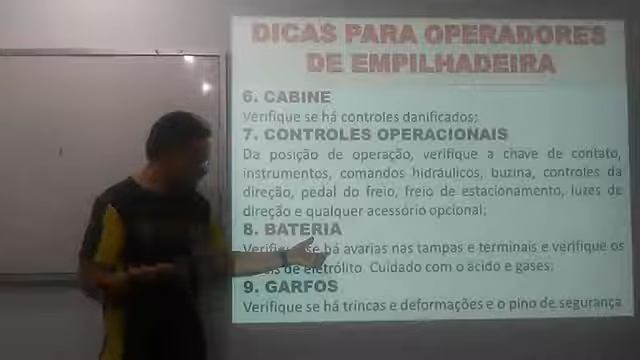 DICAS PARA OPERADORES
DE EMPILHADEIRA
6. CABINE
Verifique se há controles danificados;
7. CONTROLES OPERACIONAIS
Da posição de operação, verifique a chave de contato,
instrumentos, comandos hidráulicos, buzina, controles da
direção, pedal do freio, freio de estacionamento, luzes de
direção e qualquer acessório opcional;
8. BATERIA
Verifique se há avarias nas tampas e terminais e verifique os
de eletrólito. Cuidado com o ácido e gases;
9. GARFOS
Verifique se há trincas e deformações e o pino de segurança